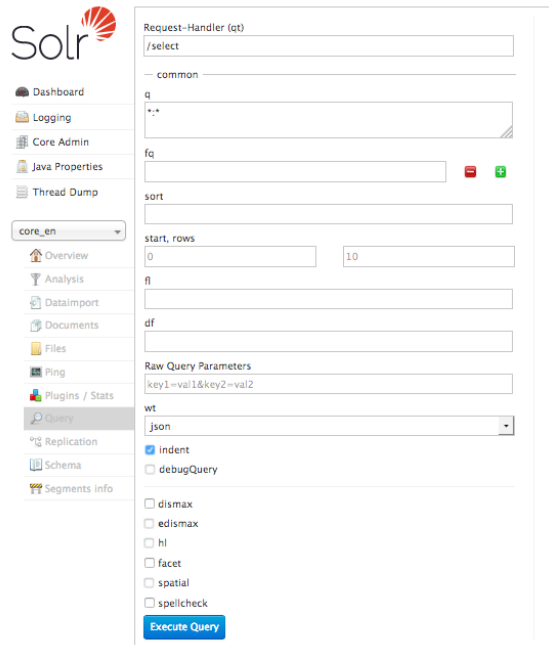 Solr
Dashboard
Logging
Core Admin
Java Properties
Thread Dump
core_en
Overview
Analysis
Dataimport
Documents
Files
Ping
Plugins / Stats
Query
Replication
Schema
Segments info
Request-Handler (qt)
/select
common
q
*:*
fq
sort
start, rows
0 10
fl
df
Raw Query Parameters
key1=val1&key2=val2
wt
json
indent
debugQuery
dismax
edismax
hl
facet
spatial
spellcheck
Execute Query